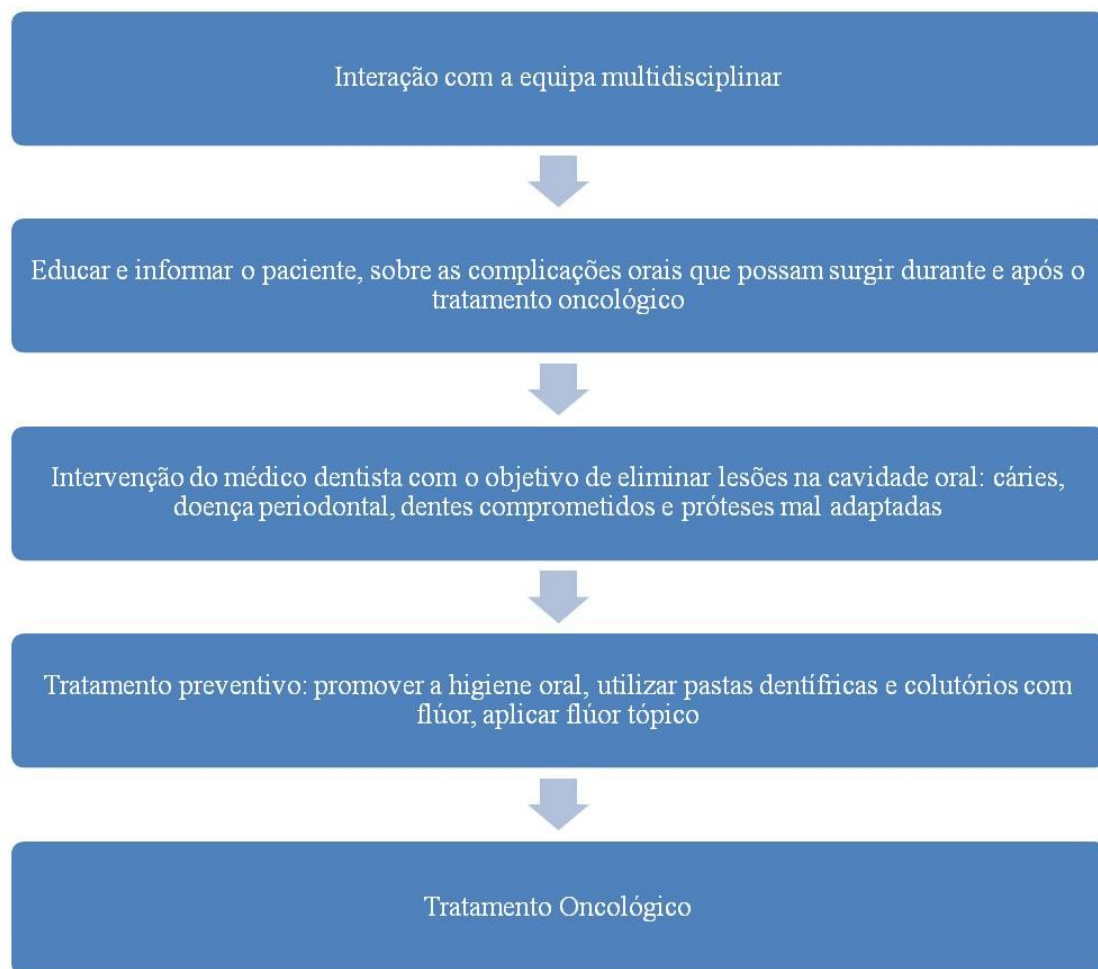 Interação com a equipa multidisciplinar
Educar e informar o paciente, sobre as complicações orais que possam surgir durante e após o
tratamento oncológico
Intervenção do médico dentista com o objetivo de eliminar lesões na cavidade oral: cáries,
doença periodontal, dentes comprometidos e próteses mal adaptadas
Tratamento preventivo: promover a higiene oral, utilizar pastas dentífricas e colutórios com
flúor, aplicar flúor tópico
Tratamento Oncológico